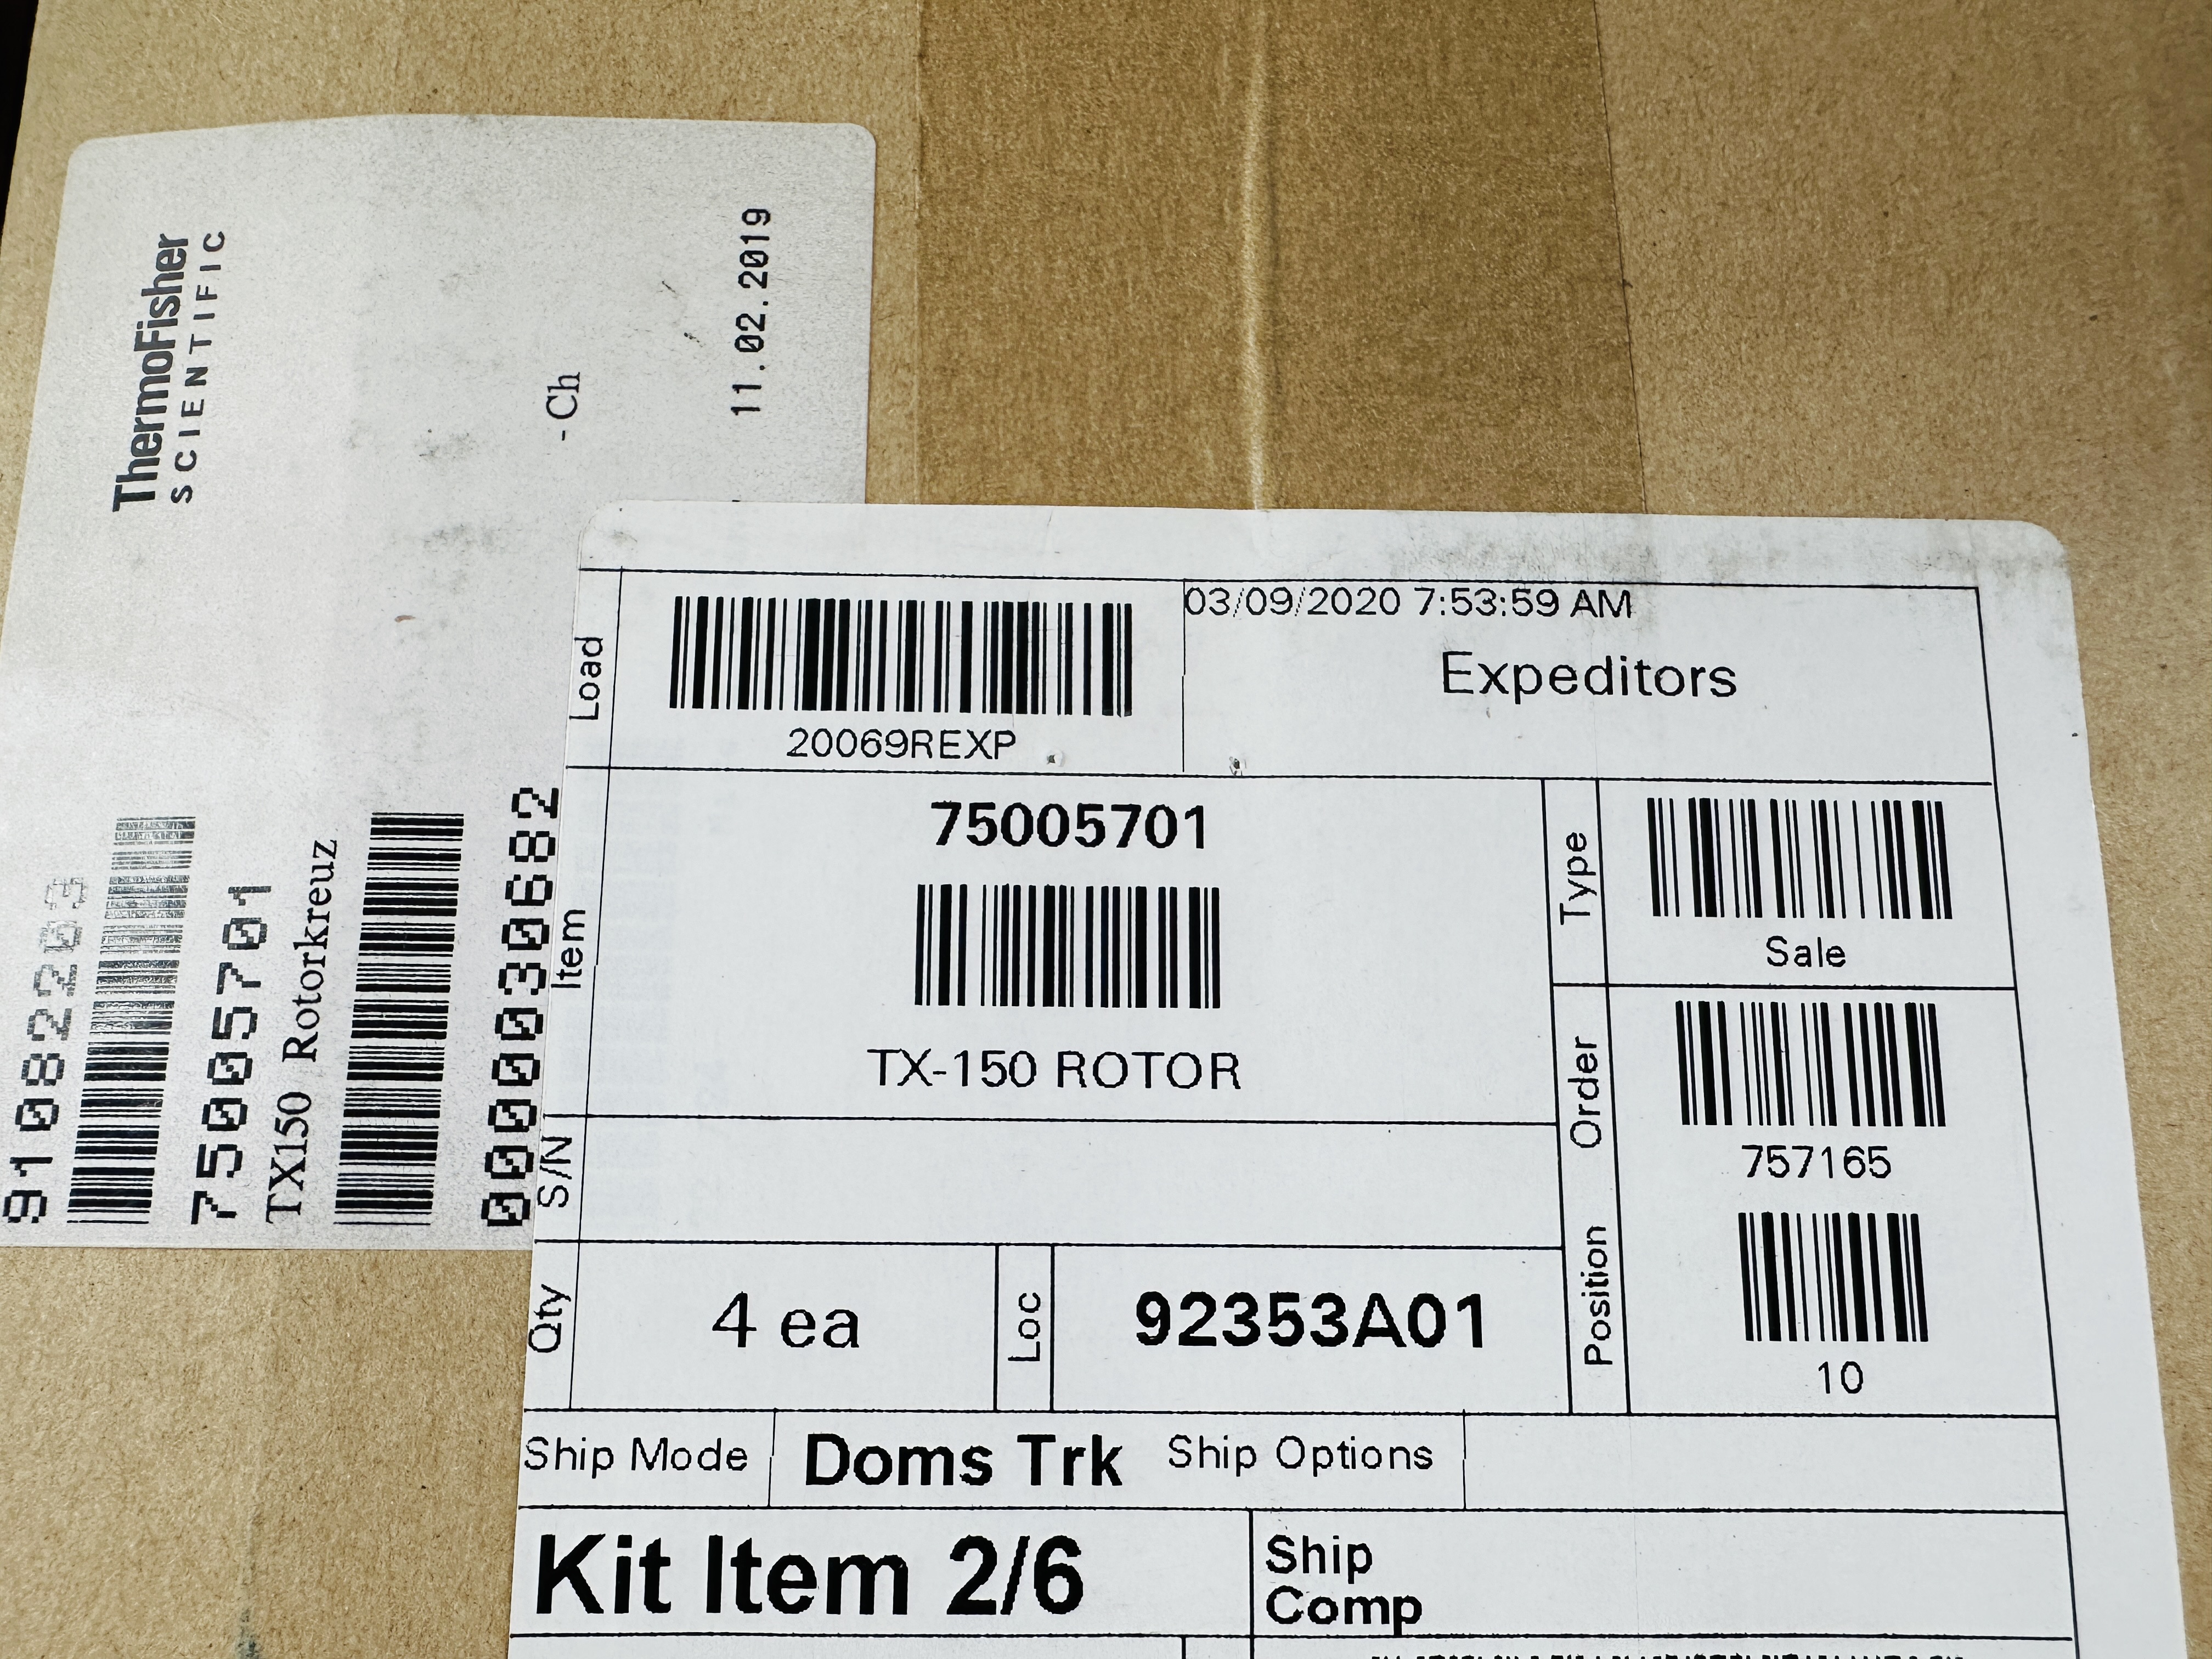 ThermoFisher
SCIENTIFIC
910822203
75005701
TX150 Rotorkreuz
0000030682
- Ch
11.02.2019
Load
20069REXP
03/09/2020 7:53:59 AM
Expeditors
Item
75005701
TX-150 ROTOR
Type
Sale
S/N
Order
757165
Qty
4 ea
Loc
92353A01
Position
10
Ship Mode
Doms Trk
Ship Options
Kit Item 2/6
Ship
Comp